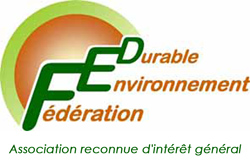 Durable
Environnement
Fédération
Association reconnue d'intérêt général